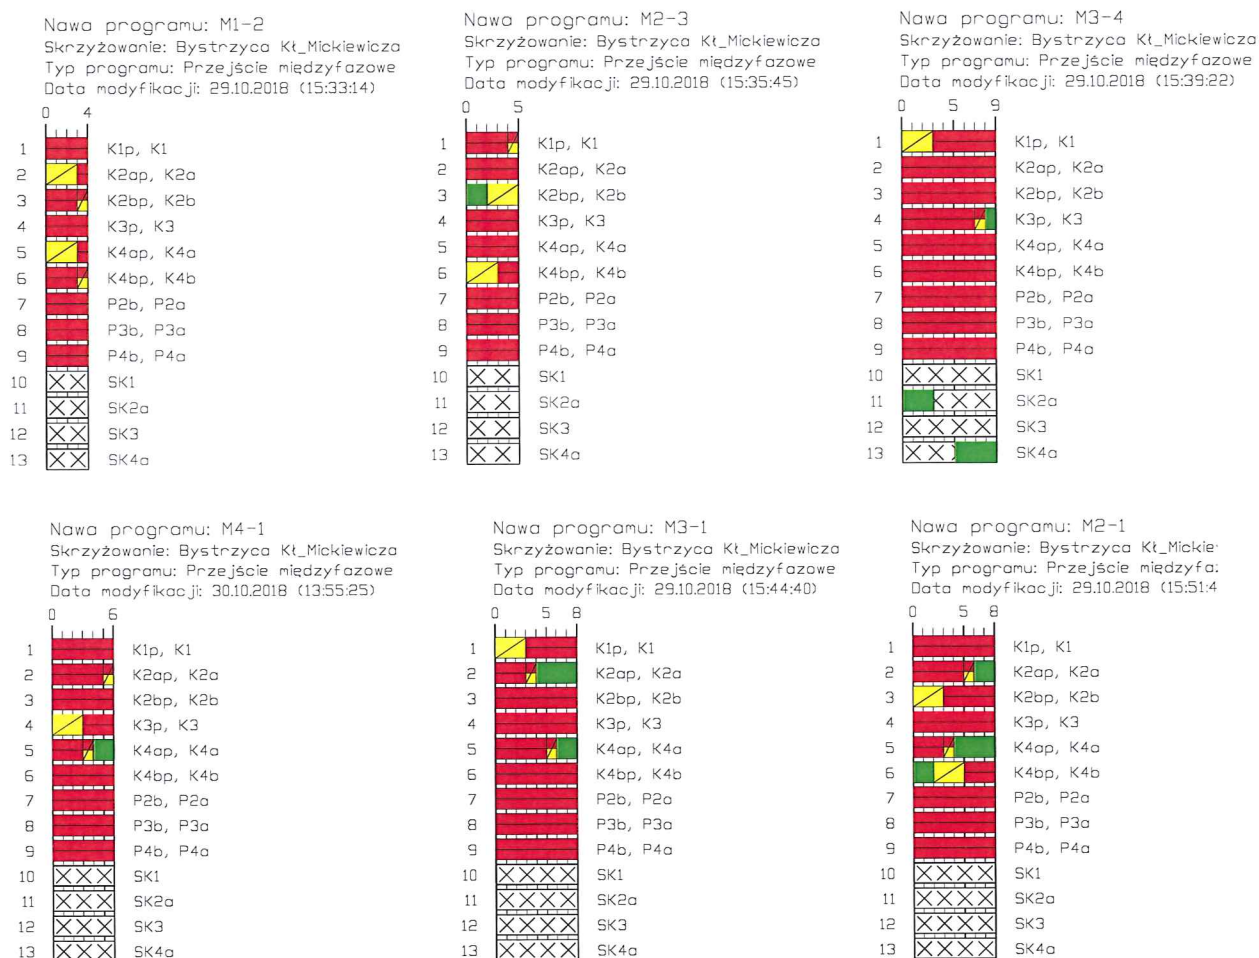 Nawa programu: M1-2
Skrzyżowanie: Bystrzyca Kł_Mickiewicza
Typ programu: Przejście międzyfazowe
Data modyfikacji: 29.10.2018 (15:33:14)
0 4
1 K1p, K1
2 K2ap, K2a
3 K2bp, K2b
4 K3p, K3
5 K4ap, K4a
6 K4bp, K4b
7 P2b, P2a
8 P3b, P3a
9 P4b, P4a
10 SK1
11 SK2a
12 SK3
13 SK4a
Nawa programu: M2-3
Skrzyżowanie: Bystrzyca Kł_Mickiewicza
Typ programu: Przejście międzyfazowe
Data modyfikacji: 29.10.2018 (15:35:45)
0 5
1 K1p, K1
2 K2ap, K2a
3 K2bp, K2b
4 K3p, K3
5 K4ap, K4a
6 K4bp, K4b
7 P2b, P2a
8 P3b, P3a
9 P4b, P4a
10 SK1
11 SK2a
12 SK3
13 SK4a
Nawa programu: M3-4
Skrzyżowanie: Bystrzyca Kł_Mickiewicza
Typ programu: Przejście międzyfazowe
Data modyfikacji: 29.10.2018 (15:39:22)
0 5 9
1 K1p, K1
2 K2ap, K2a
3 K2bp, K2b
4 K3p, K3
5 K4ap, K4a
6 K4bp, K4b
7 P2b, P2a
8 P3b, P3a
9 P4b, P4a
10 SK1
11 SK2a
12 SK3
13 SK4a
Nawa programu: M4-1
Skrzyżowanie: Bystrzyca Kł_Mickiewicza
Typ programu: Przejście międzyfazowe
Data modyfikacji: 30.10.2018 (13:55:25)
0 6
1 K1p, K1
2 K2ap, K2a
3 K2bp, K2b
4 K3p, K3
5 K4ap, K4a
6 K4bp, K4b
7 P2b, P2a
8 P3b, P3a
9 P4b, P4a
10 SK1
11 SK2a
12 SK3
13 SK4a
Nawa programu: M3-1
Skrzyżowanie: Bystrzyca Kł_Mickiewicza
Typ programu: Przejście międzyfazowe
Data modyfikacji: 29.10.2018 (15:44:40)
0 5 8
1 K1p, K1
2 K2ap, K2a
3 K2bp, K2b
4 K3p, K3
5 K4ap, K4a
6 K4bp, K4b
7 P2b, P2a
8 P3b, P3a
9 P4b, P4a
10 SK1
11 SK2a
12 SK3
13 SK4a
Nawa programu: M2-1
Skrzyżowanie: Bystrzyca Kł_Mickie
Typ programu: Przejście międzyfa
Data modyfikacji: 29.10.2018 (15:51:4
0 5 8
1 K1p, K1
2 K2ap, K2a
3 K2bp, K2b
4 K3p, K3
5 K4ap, K4a
6 K4bp, K4b
7 P2b, P2a
8 P3b, P3a
9 P4b, P4a
10 SK1
11 SK2a
12 SK3
13 SK4a